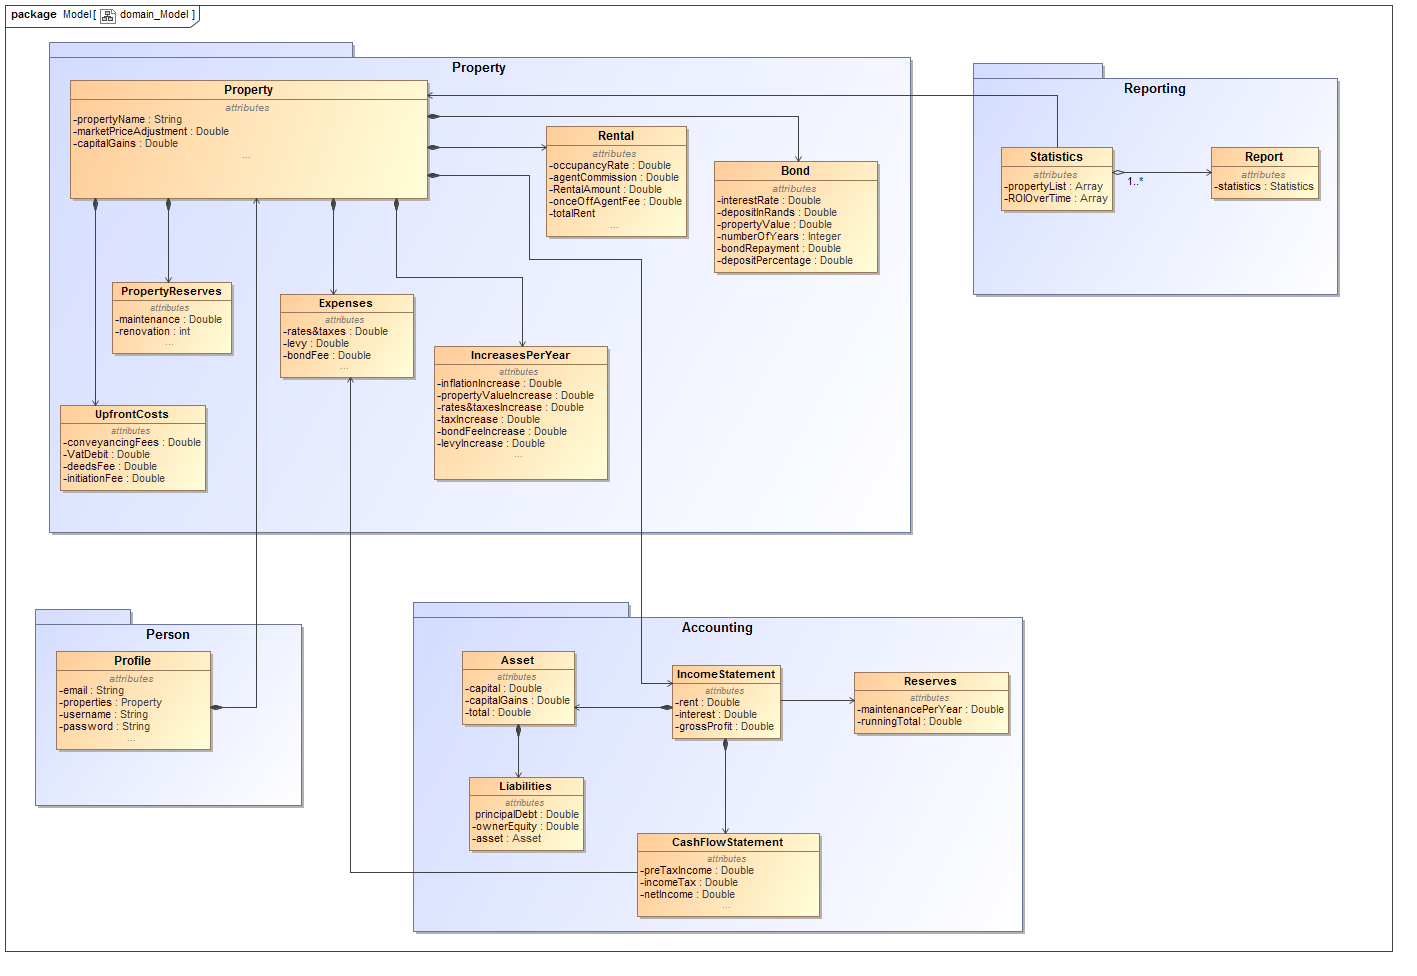 package Model[ domain_Model ]
Property
Property
attributes
-propertyName : String
-marketPriceAdjustment : Double
-capitalGains : Double
...
Rental
attributes
-occupancyRate : Double
-agentCommission : Double
-RentalAmount : Double
-onceOffAgentFee : Double
-totalRent
...
Bond
attributes
-interestRate : Double
-depositInRands : Double
-propertyValue : Double
-numberOfYears : Integer
-bondRepayment : Double
-depositPercentage : Double
PropertyReserves
attributes
-maintenance : Double
-renovation : int
...
Expenses
attributes
-rates&taxes : Double
-levy : Double
-bondFee : Double
...
IncreasesPerYear
attributes
-inflationIncrease : Double
-propertyValueIncrease : Double
-rates&taxesIncrease : Double
-taxIncrease : Double
-bondFeeIncrease : Double
-levyIncrease : Double
...
UpfrontCosts
attributes
-conveyancingFees : Double
-VatDebit : Double
-deedsFee : Double
-initiationFee : Double
Reporting
Statistics
attributes
-propertyList : Array
-ROIOverTime : Array
1..*
Report
attributes
-statistics : Statistics
Person
Profile
attributes
-email : String
-properties : Property
-username : String
-password : String
...
Accounting
Asset
attributes
-capital : Double
-capitalGains : Double
-total : Double
IncomeStatement
attributes
-rent : Double
-interest : Double
-grossProfit : Double
Reserves
attributes
-maintenancePerYear : Double
-runningTotal : Double
Liabilities
attributes
principalDebt : Double
-ownerEquity : Double
-asset : Asset
CashFlowStatement
attributes
-preTaxIncome : Double
-incomeTax : Double
-netIncome : Double
...